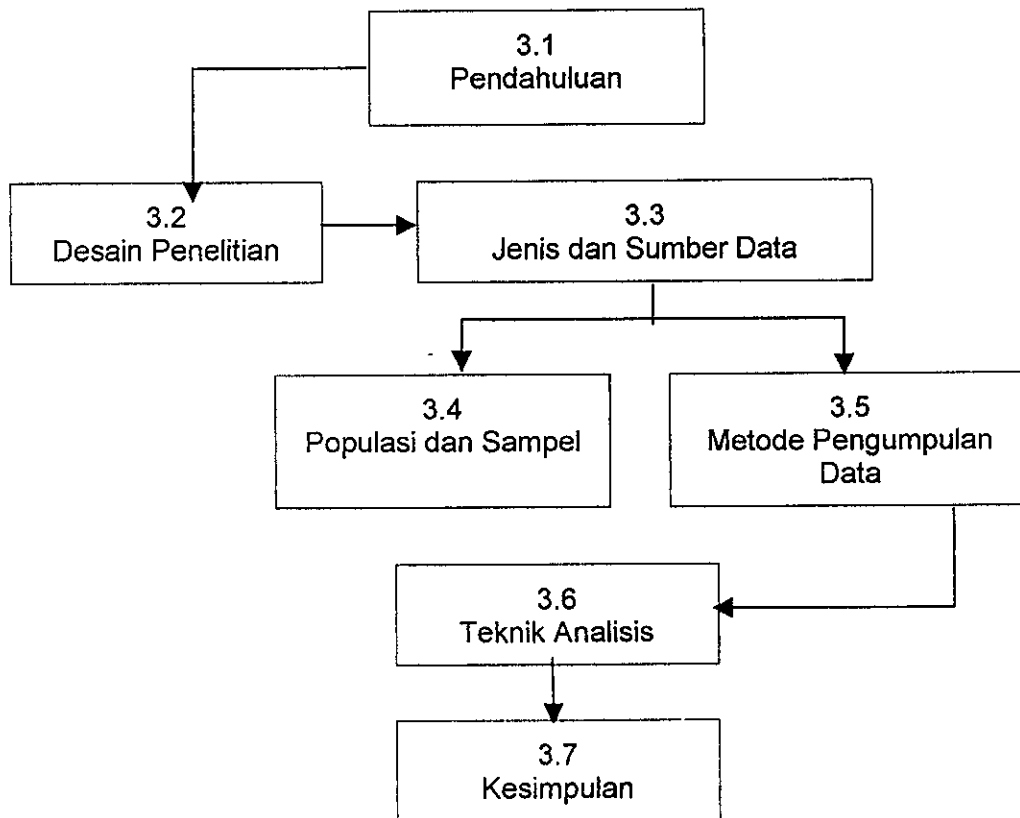 3.1
Pendahuluan
3.2
Desain Penelitian
3.3
Jenis dan Sumber Data
3.4
Populasi dan Sampel
3.5
Metode Pengumpulan
Data
3.6
Teknik Analisis
3.7
Kesimpulan